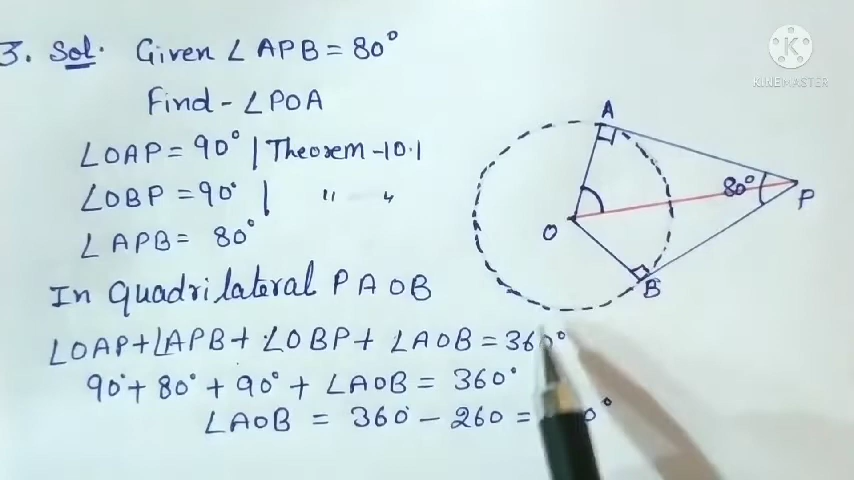 3. Sol. Given ∠APB = 80°
Find - ∠POA
∠OAP = 90° | Theorem - 10.1
∠OBP = 90° | " — "
∠APB = 80°
In Quadrilateral PAOB
∠OAP + ∠APB + ∠OBP + ∠AOB = 360°
90° + 80° + 90° + ∠AOB = 360°
∠AOB = 360 - 260 = 0°
A
80°
P
O
B
K
KINEMASTER